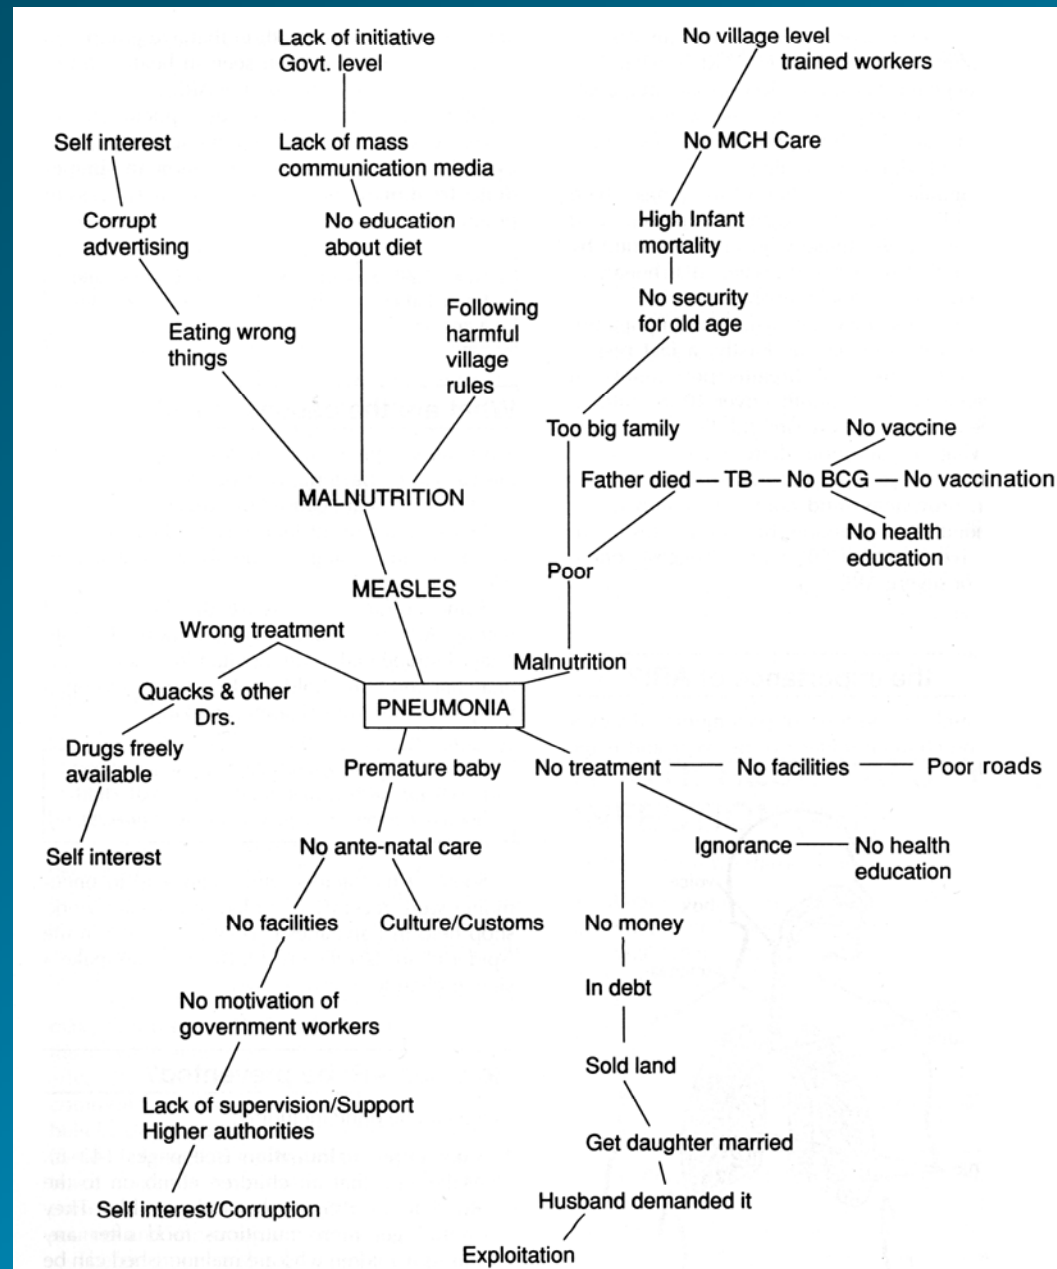 Lack of initiative
Govt. level
No village level
trained workers
Self interest
Lack of mass
communication media
No MCH Care
Corrupt
advertising
No education
about diet
High Infant
mortality
Eating wrong
things
Following
harmful
village
rules
No security
for old age
Too big family
No vaccine
MALNUTRITION
Father died — TB — No BCG — No vaccination
No health
education
Poor
MEASLES
Wrong treatment
Malnutrition
Quacks & other
Drs.
PNEUMONIA
Drugs freely
available
Premature baby
No treatment
No facilities
Poor roads
Self interest
No ante-natal care
Ignorance
No health
education
No facilities
Culture/Customs
No money
No motivation of
government workers
In debt
Sold land
Lack of supervision/Support
Higher authorities
Get daughter married
Self interest/Corruption
Husband demanded it
Exploitation